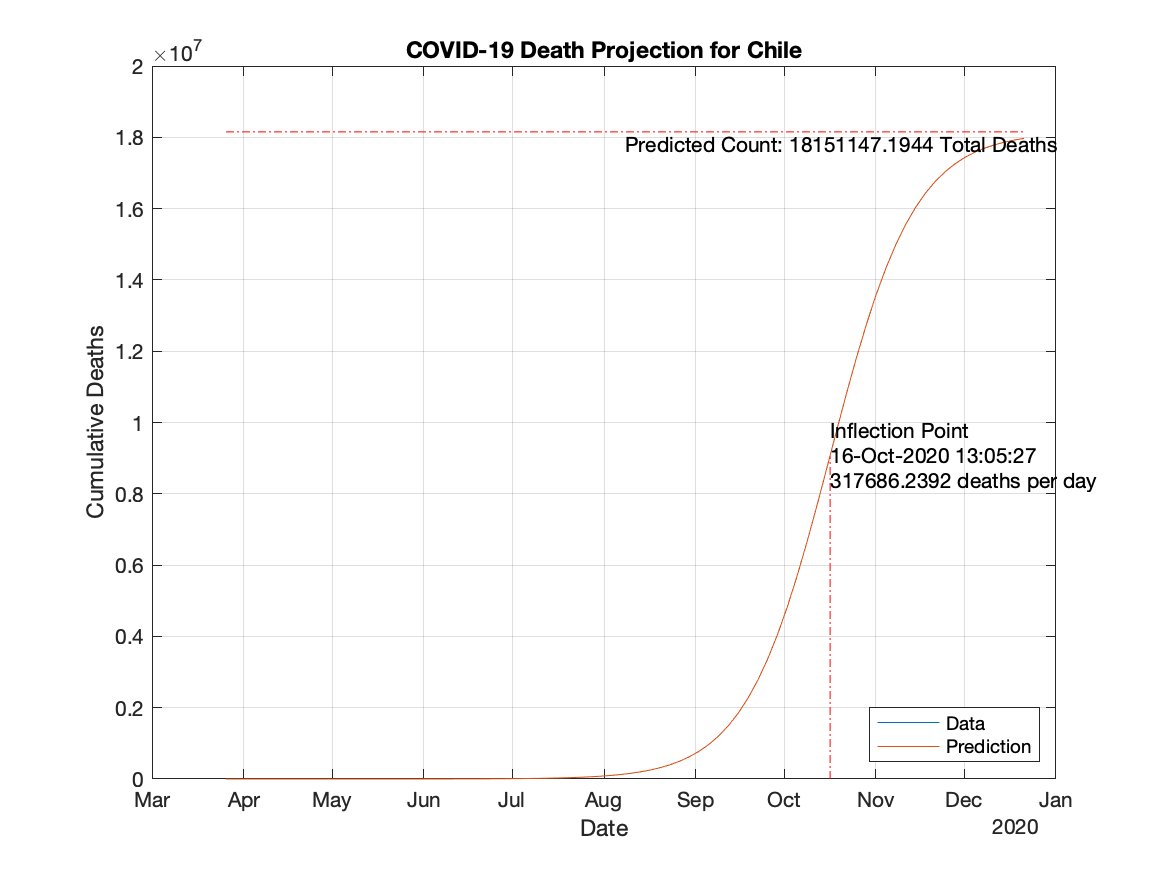 COVID-19 Death Projection for Chile
×10⁷
2
1.8
1.6
1.4
1.2
1
0.8
0.6
0.4
0.2
0
Cumulative Deaths
Predicted Count: 18151147.1944 Total Deaths
Inflection Point
16-Oct-2020 13:05:27
317686.2392 deaths per day
Data
Prediction
Mar Apr May Jun Jul Aug Sep Oct Nov Dec Jan
Date
2020